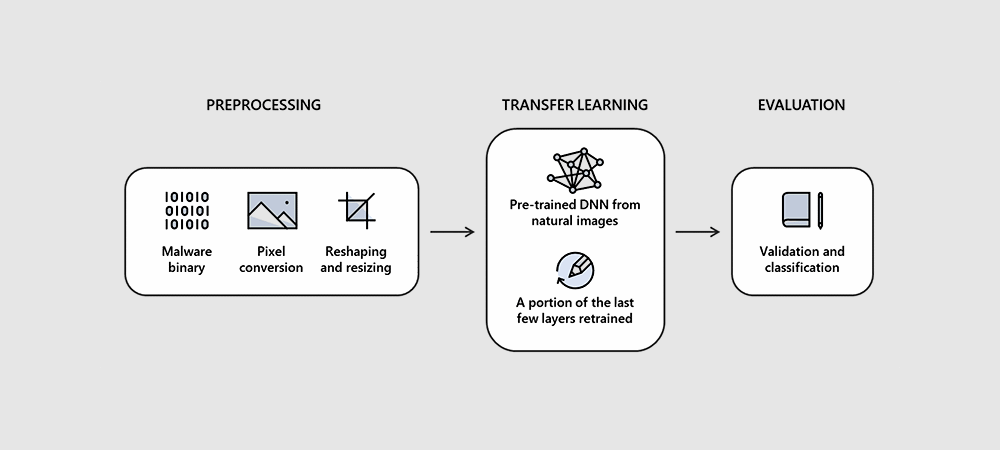 PREPROCESSING
101010
010101
101010
Malware
binary
Pixel
conversion
Reshaping
and resizing
TRANSFER LEARNING
Pre-trained DNN from
natural images
A portion of the last
few layers retrained
EVALUATION
Validation and
classification